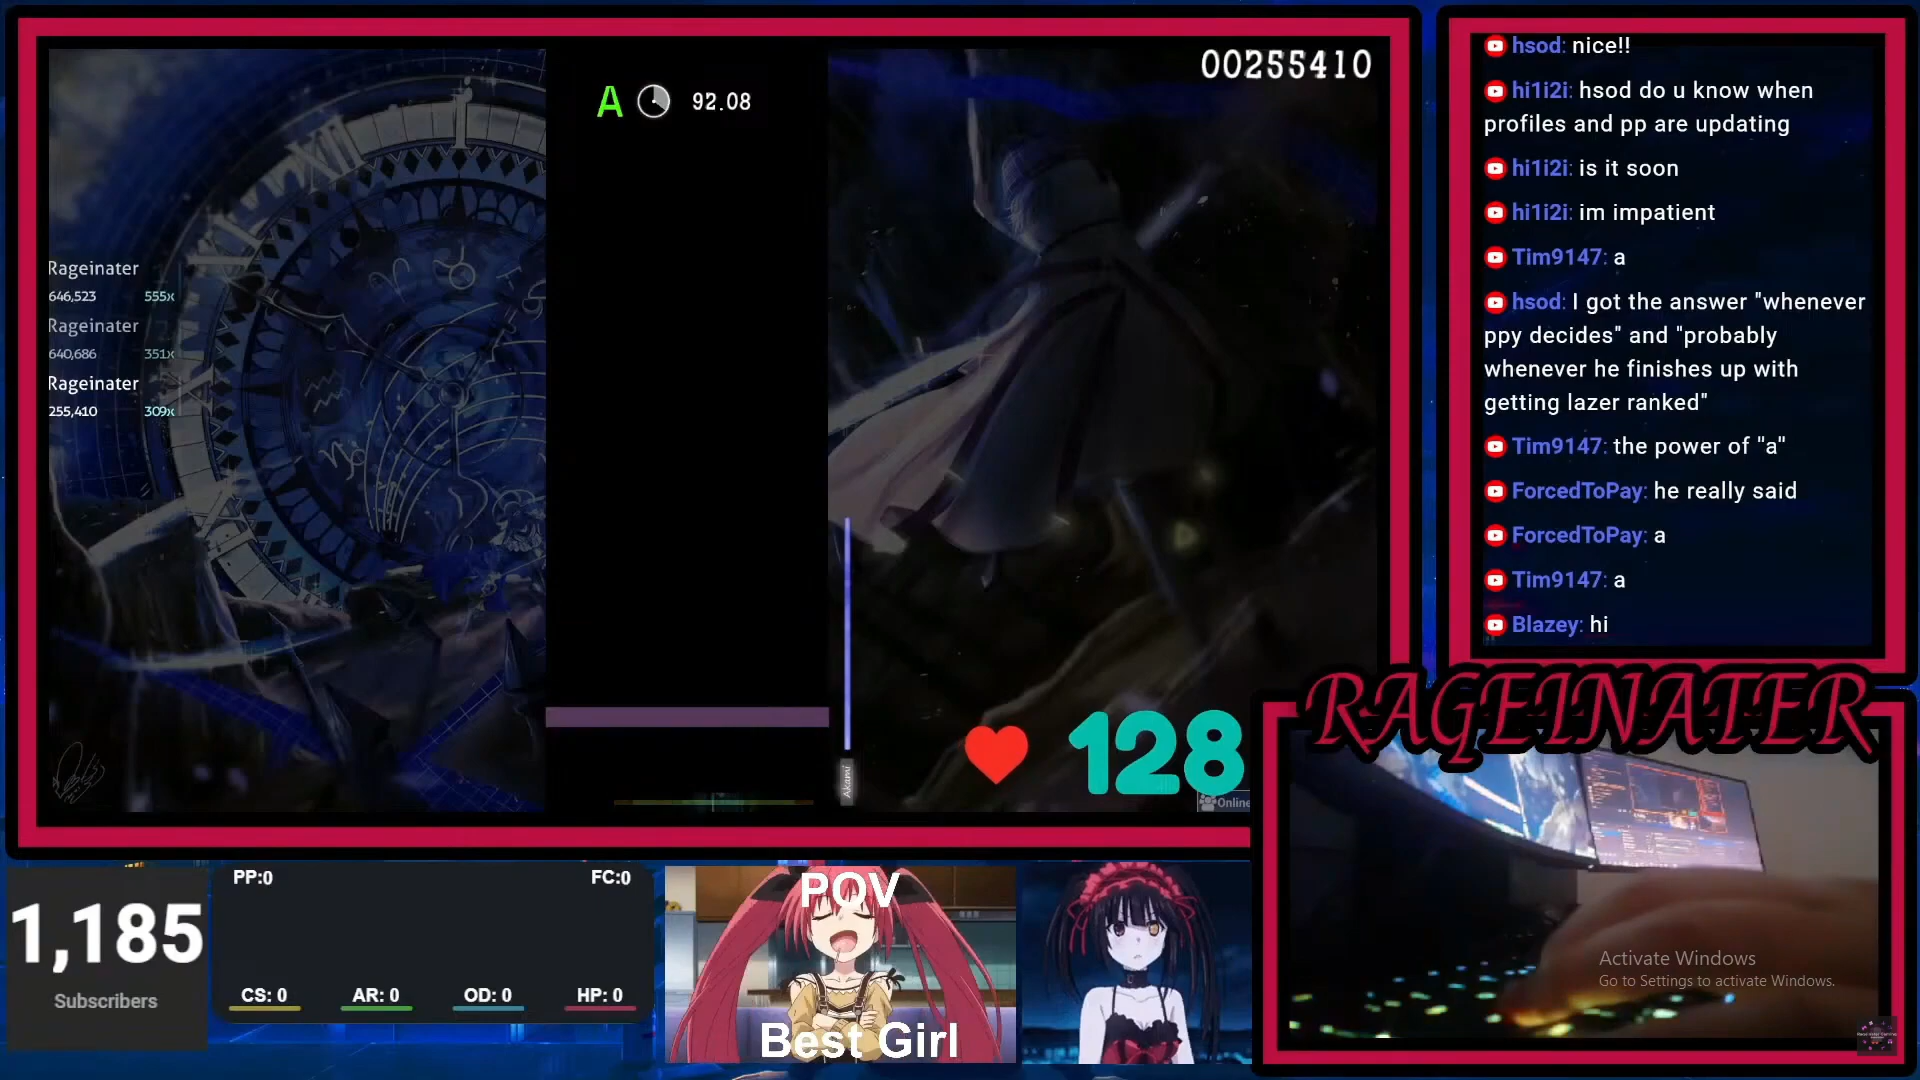 00255410
A 92.08
Rageinater
646,523 555x
Rageinater
640,686 351x
Rageinater
255,410 309x
Akami
128
Online
hsod: nice!!
hi1i2i: hsod do u know when
profiles and pp are updating
hi1i2i: is it soon
hi1i2i: im impatient
Tim9147: a
hsod: I got the answer "whenever
ppy decides" and "probably
whenever he finishes up with
getting lazer ranked"
Tim9147: the power of "a"
ForcedToPay: he really said
ForcedToPay: a
Tim9147: a
Blazey: hi
RAGEINATER
1,185
Subscribers
PP:0 FC:0
CS: 0 AR: 0 OD: 0 HP: 0
POV
Best Girl
Activate Windows
Go to Settings to activate Windows.